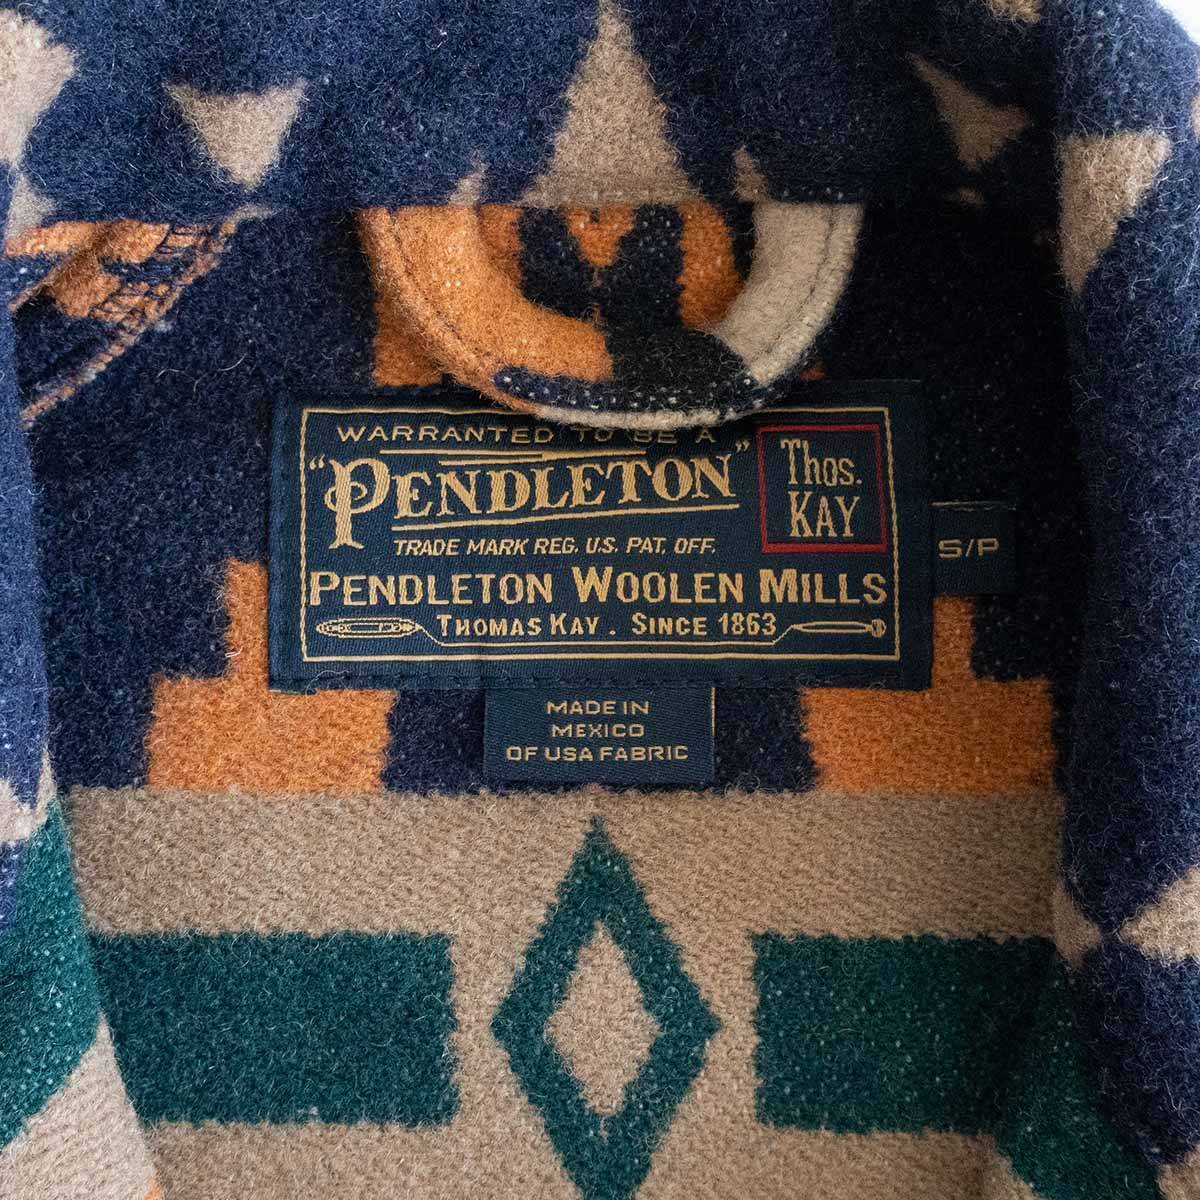 WARRANTED TO BE A
"PENDLETON"
Thos.
KAY
TRADE MARK REG. U.S. PAT. OFF.
PENDLETON WOOLEN MILLS
THOMAS KAY . SINCE 1863
S/P
MADE IN
MEXICO
OF USA FABRIC